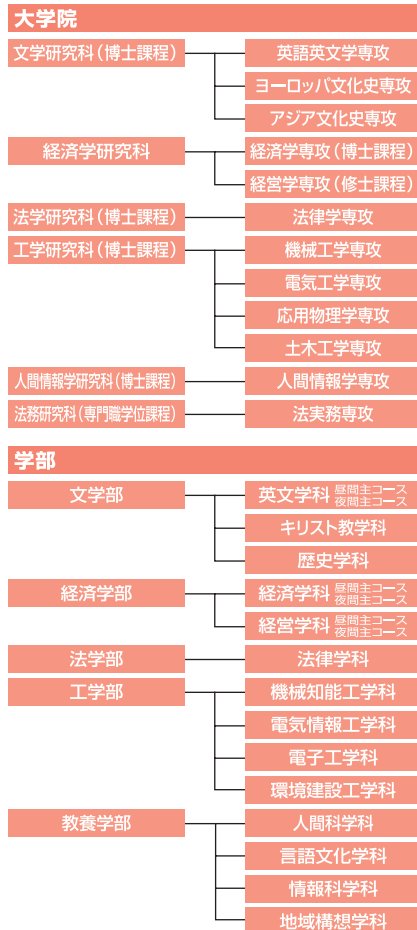 大学院
文学研究科(博士課程)
英語英文学専攻
ヨーロッパ文化史専攻
アジア文化史専攻
経済学研究科
経済学専攻(博士課程)
経営学専攻(修士課程)
法学研究科(博士課程)
法律学専攻
工学研究科(博士課程)
機械工学専攻
電気工学専攻
応用物理学専攻
土木工学専攻
人間情報学研究科(博士課程)
人間情報学専攻
法務研究科(専門職学位課程)
法実務専攻
学部
文学部
英文学科 昼間主コース
夜間主コース
キリスト教学科
歴史学科
経済学部
経済学科 昼間主コース
夜間主コース
経営学科 昼間主コース
夜間主コース
法学部
法律学科
工学部
機械知能工学科
電気情報工学科
電子工学科
環境建設工学科
教養学部
人間科学科
言語文化学科
情報科学科
地域構想学科